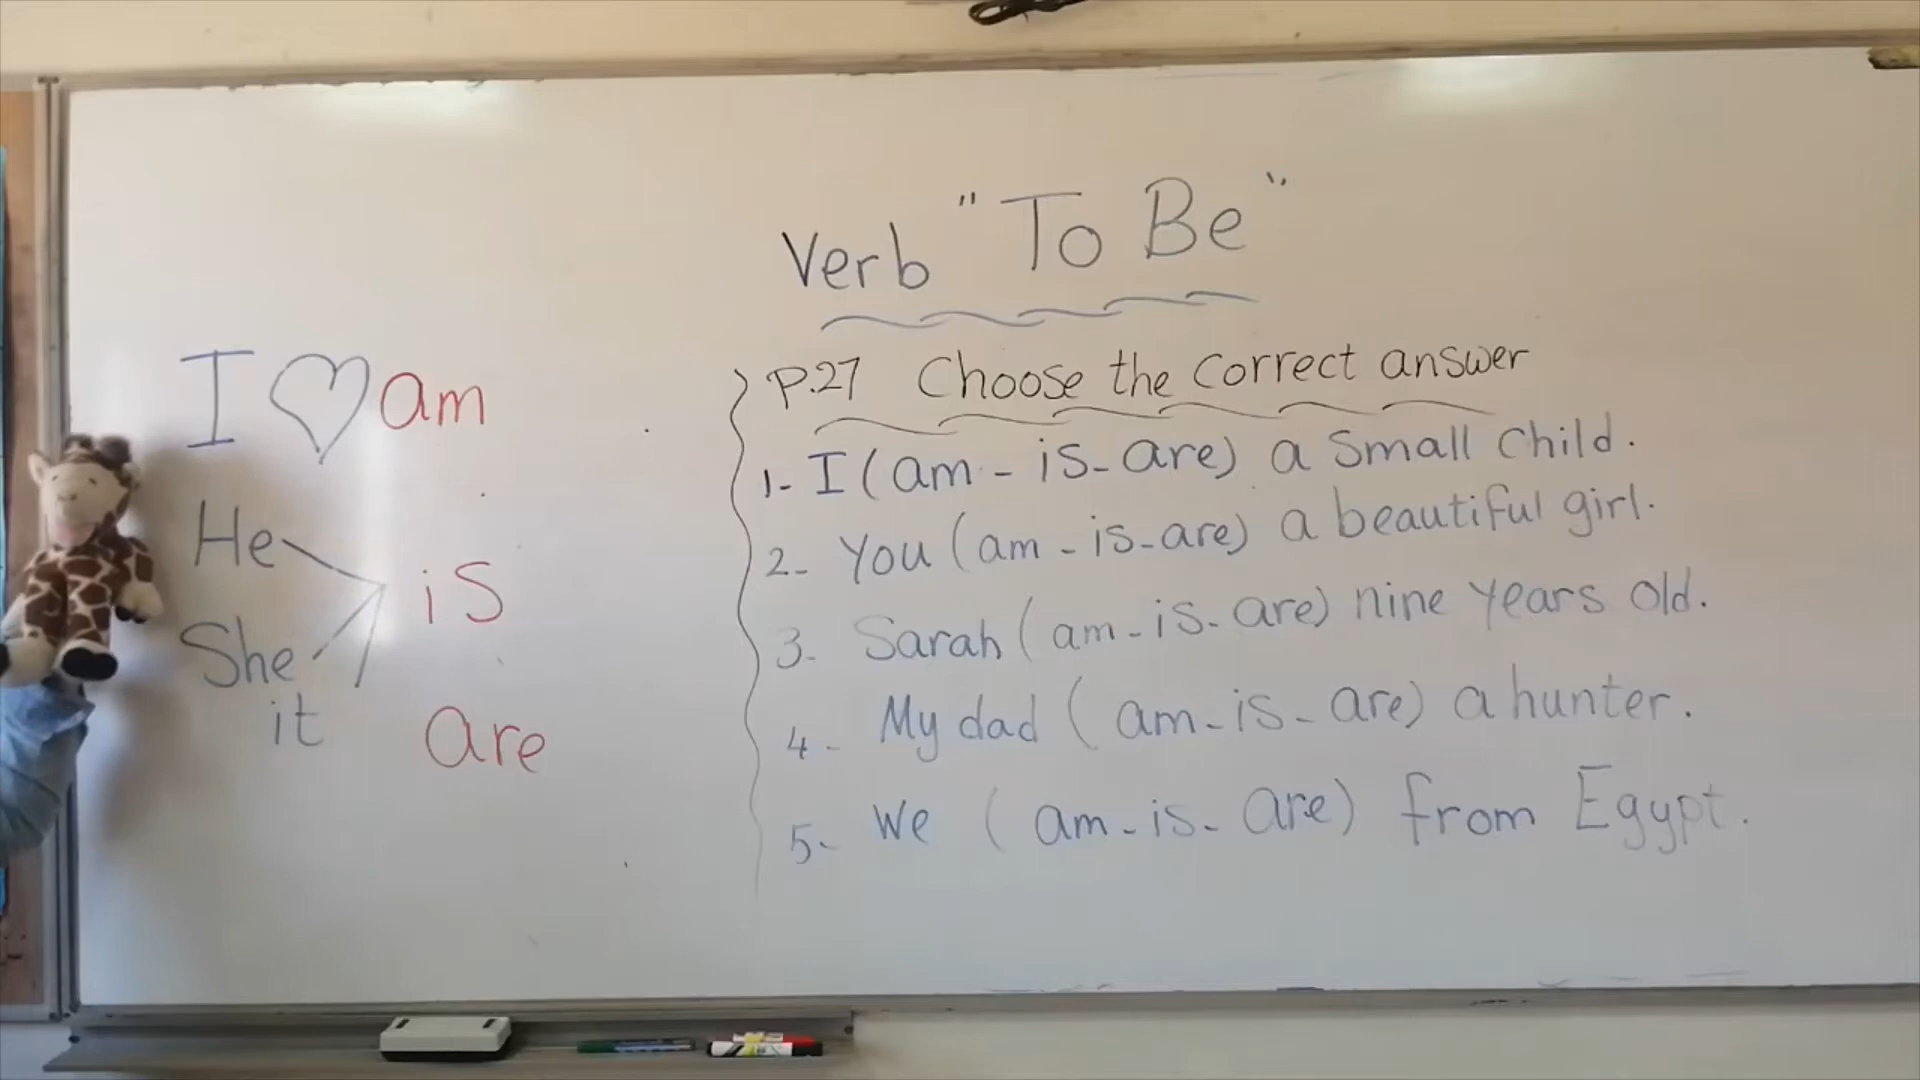 Verb "To Be"
I ♡ am
He
is
She
it
are
P.27 Choose the correct answer
1- I (am - is - are) a small child.
2- You (am - is - are) a beautiful girl.
3- Sarah (am - is - are) nine years old.
4- My dad (am - is - are) a hunter.
5- We (am - is - are) from Egypt.